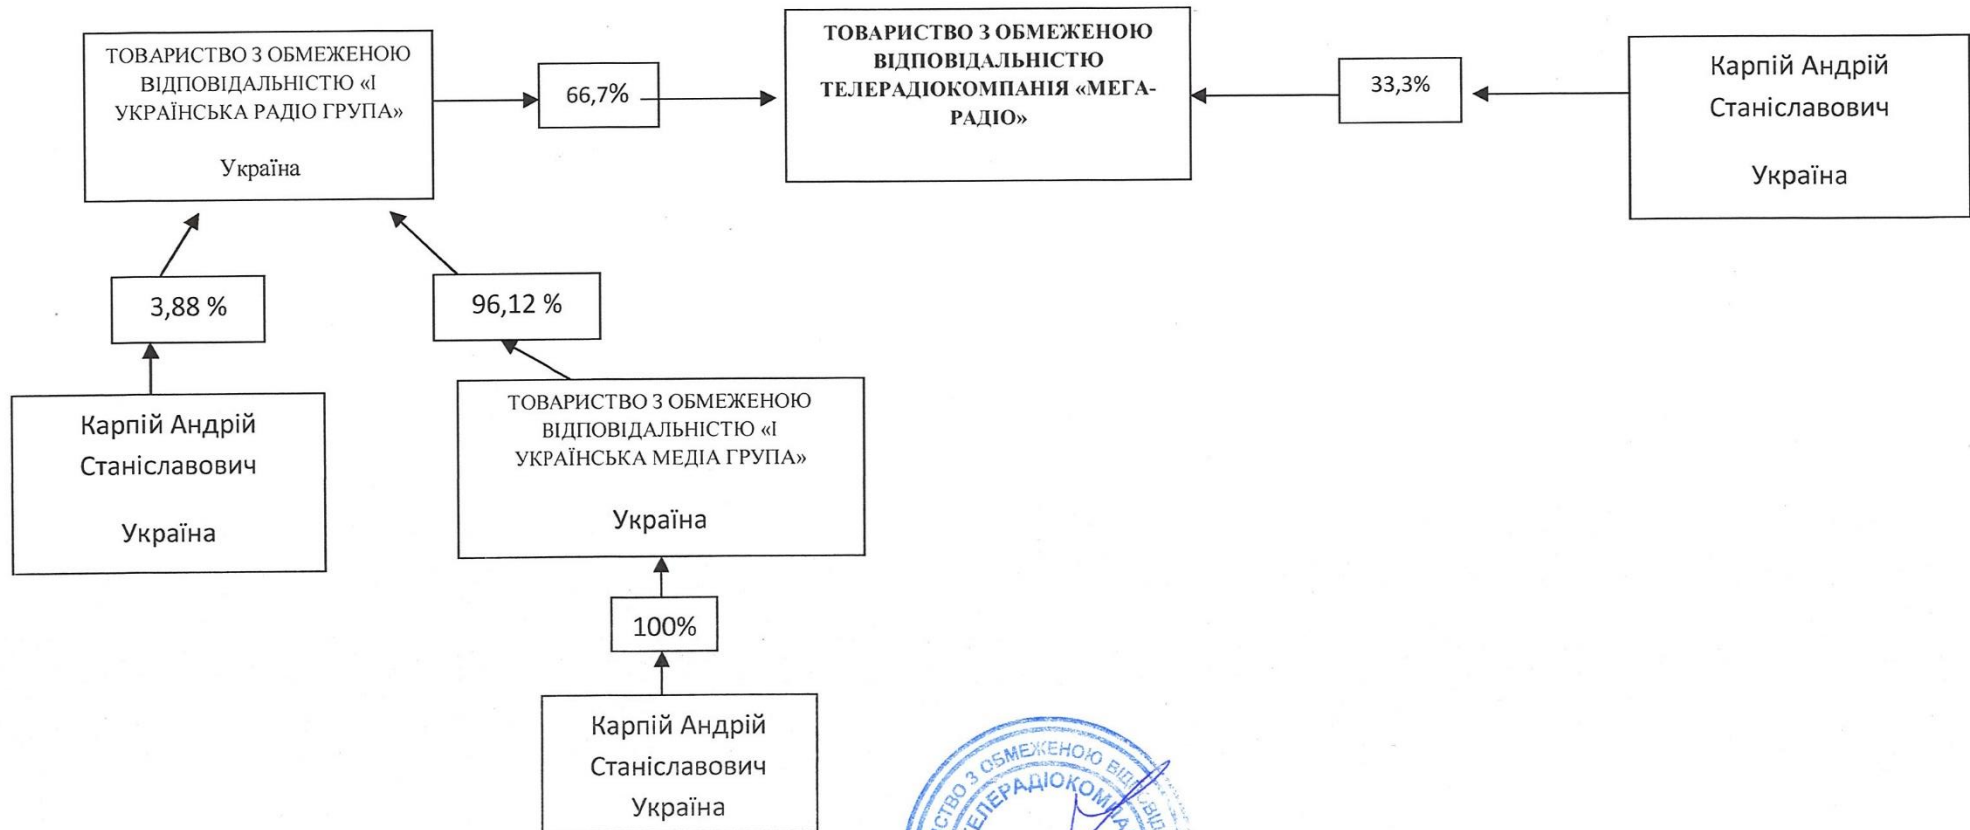 ТОВАРИСТВО З ОБМЕЖЕНОЮ
ВІДПОВІДАЛЬНІСТЮ «І
УКРАЇНСЬКА РАДІО ГРУПА»
Україна
66,7%
ТОВАРИСТВО З ОБМЕЖЕНОЮ
ВІДПОВІДАЛЬНІСТЮ
ТЕЛЕРАДІОКОМПАНІЯ «МЕГА-
РАДІО»
33,3%
Карпій Андрій
Станіславович
Україна
3,88 %
96,12 %
Карпій Андрій
Станіславович
Україна
ТОВАРИСТВО З ОБМЕЖЕНОЮ
ВІДПОВІДАЛЬНІСТЮ «І
УКРАЇНСЬКА МЕДІА ГРУПА»
Україна
100%
Карпій Андрій
Станіславович
Україна
З ОБМЕЖЕНОЮ